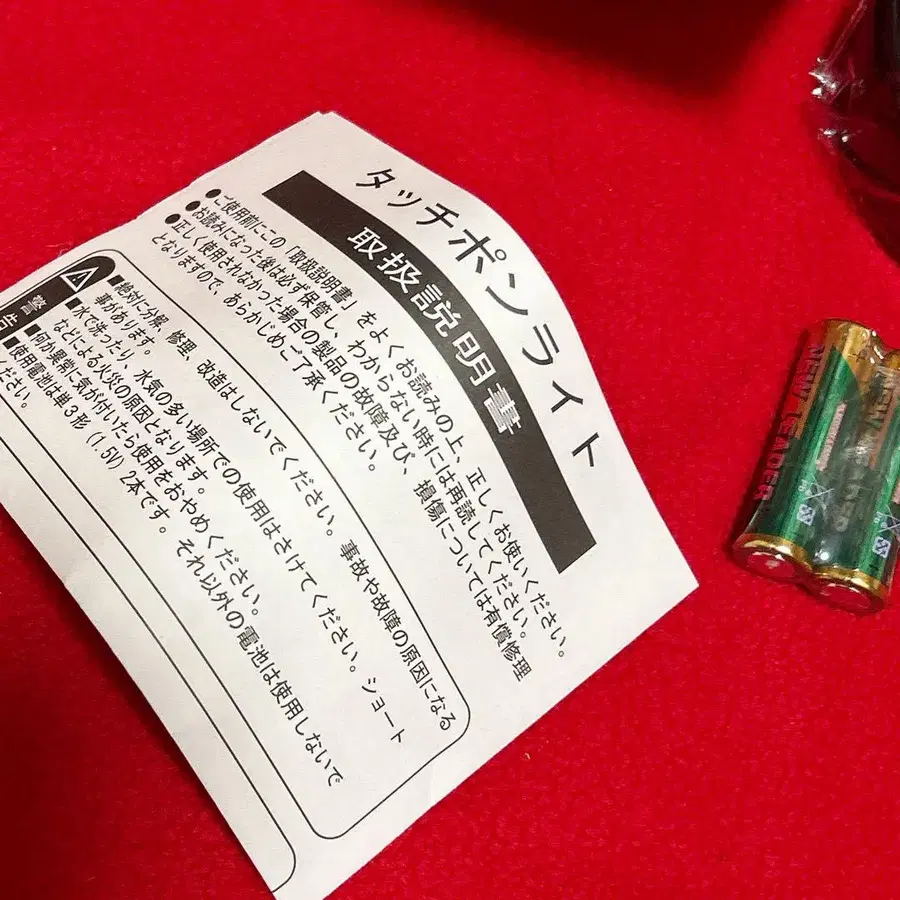 タッチポンライト
取扱説明書
●ご使用前にこの「取扱説明書」をよくお読みの上、正しくお使いください。
●お読みになった後は必ず保管し、わからない時には再読してください。
●正しく使用されなかった場合の製品の故障及び、損傷については有償修理
となりますので、あらかじめご了承ください。
警告
■絶対に分解、修理、改造はしないでください。事故や故障の原因になる
事があります。
■水で洗ったり、水気の多い場所での使用はさけてください。ショート
などによる火災の原因となります。
■何か異常に気が付いたら使用をおやめください。
■使用電池は単3形(1.5V)2本です。それ以外の電池は使用しないで
ください。
NEW LEADER